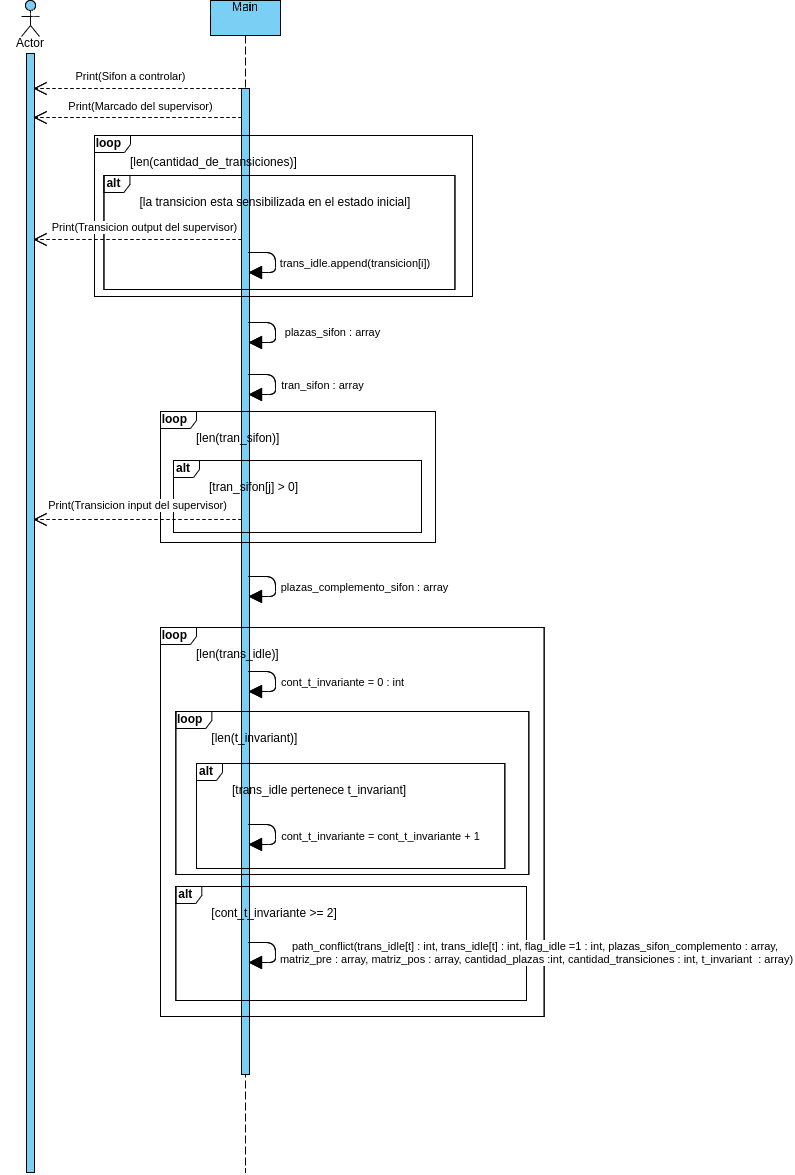 Main
Actor
Print(Sifon a controlar)
Print(Marcado del supervisor)
loop
[len(cantidad_de_transiciones)]
alt
[la transicion esta sensibilizada en el estado inicial]
Print(Transicion output del supervisor)
trans_idle.append(transicion[i])
plazas_sifon : array
tran_sifon : array
loop
[len(tran_sifon)]
alt
[tran_sifon[j] > 0]
Print(Transicion input del supervisor)
plazas_complemento_sifon : array
loop
[len(trans_idle)]
cont_t_invariante = 0 : int
loop
[len(t_invariant)]
alt
[trans_idle pertenece t_invariant]
cont_t_invariante = cont_t_invariante + 1
alt
[cont_t_invariante >= 2]
path_conflict(trans_idle[t] : int, trans_idle[t] : int, flag_idle =1 : int, plazas_sifon_complemento : array,
matriz_pre : array, matriz_pos : array, cantidad_plazas :int, cantidad_transiciones : int, t_invariant : array)